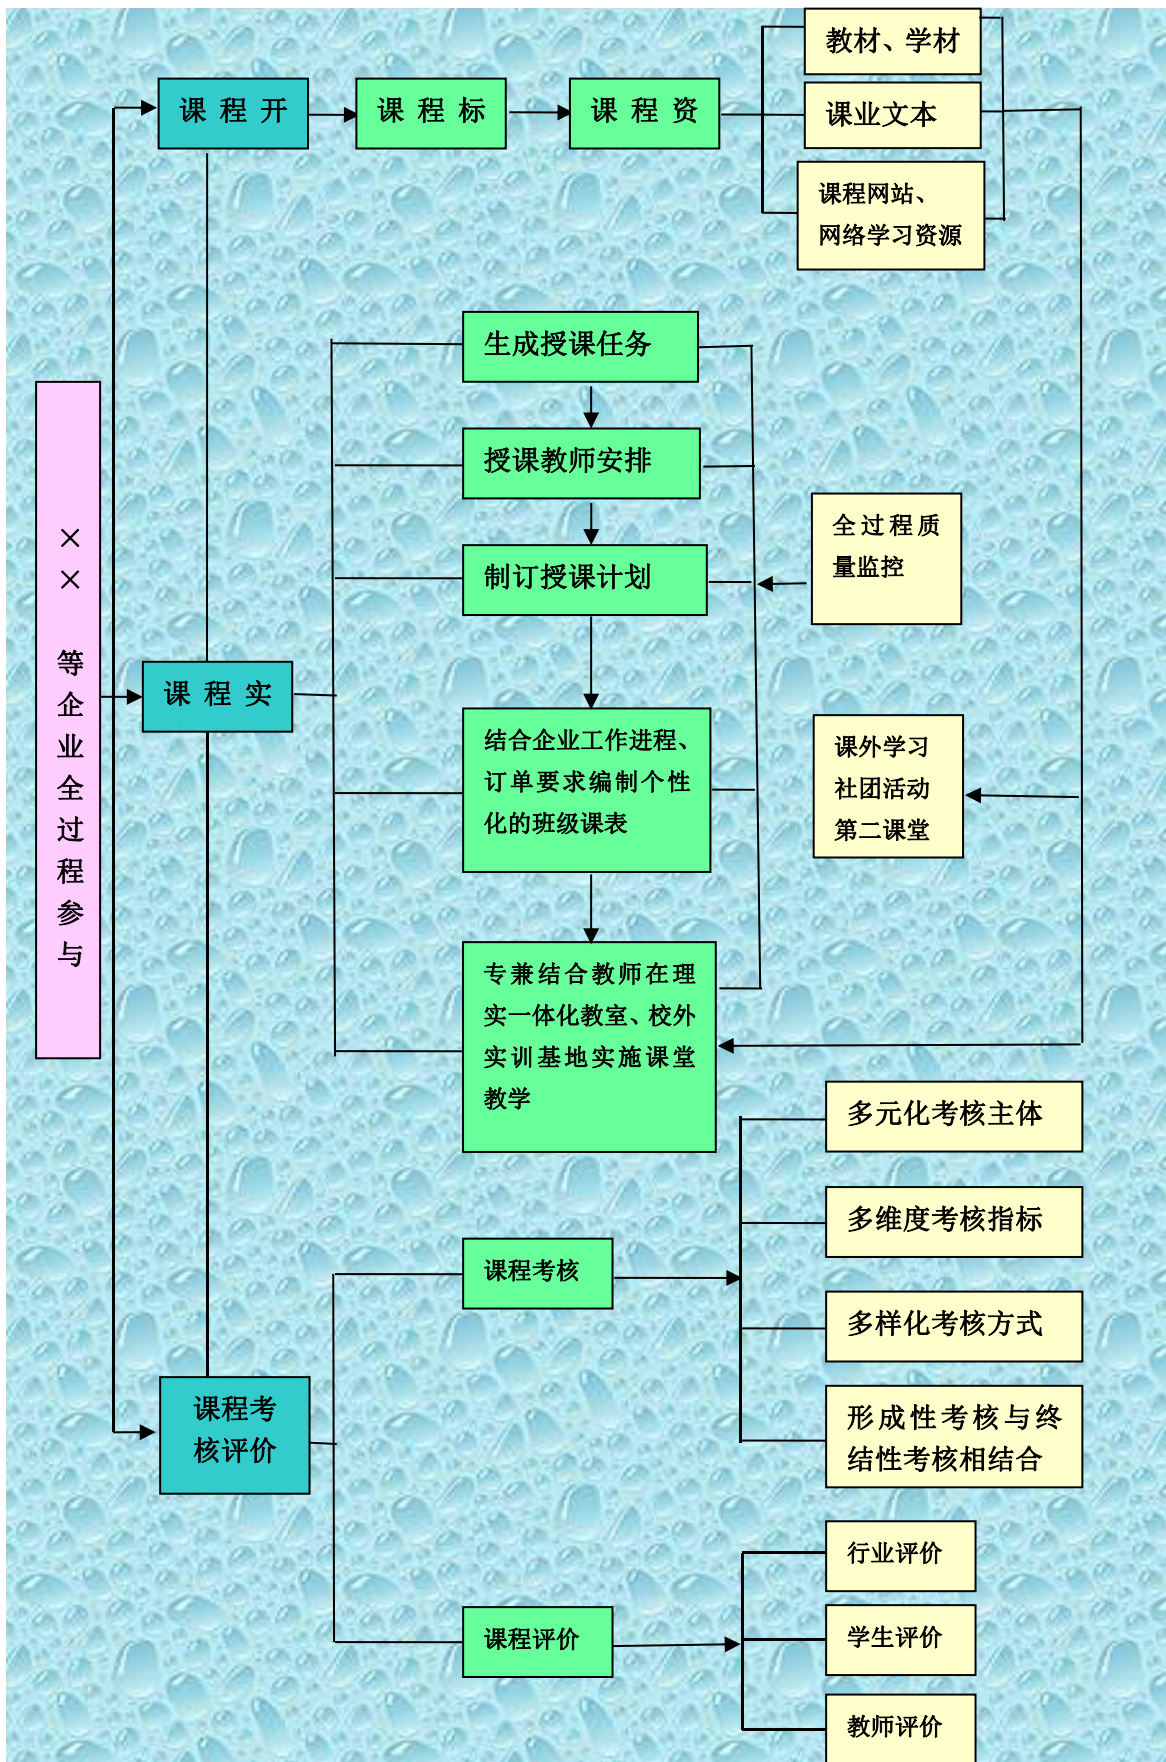 教材、学材
课 程 开
课 程 标
课 程 资
课业文本
课程网站、
网络学习资源
生成授课任务
授课教师安排
全过程质
量监控
制订授课计划
××等企业全过程参与
课 程 实
结合企业工作进程、
订单要求编制个性
化的班级课表
课外学习
社团活动
第二课堂
专兼结合教师在理
实一体化教室、校外
实训基地实施课堂
教学
多元化考核主体
多维度考核指标
课程考核
多样化考核方式
课程考
核评价
形成性考核与终
结性考核相结合
行业评价
课程评价
学生评价
教师评价